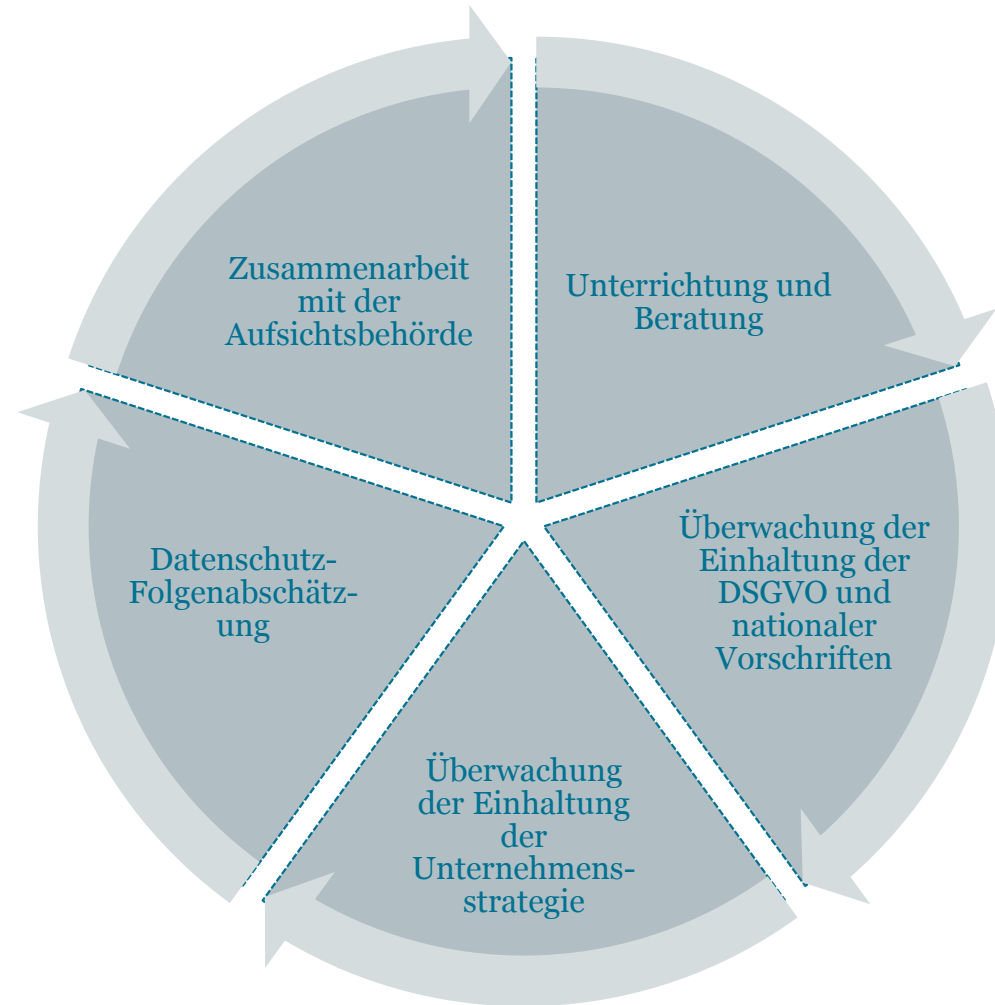 Zusammenarbeit
mit der
Aufsichtsbehörde
Unterrichtung und
Beratung
Überwachung der
Einhaltung der
DSGVO und
nationaler
Vorschriften
Überwachung
der Einhaltung
der
Unternehmens-
strategie
Datenschutz-
Folgenabschätz-
ung